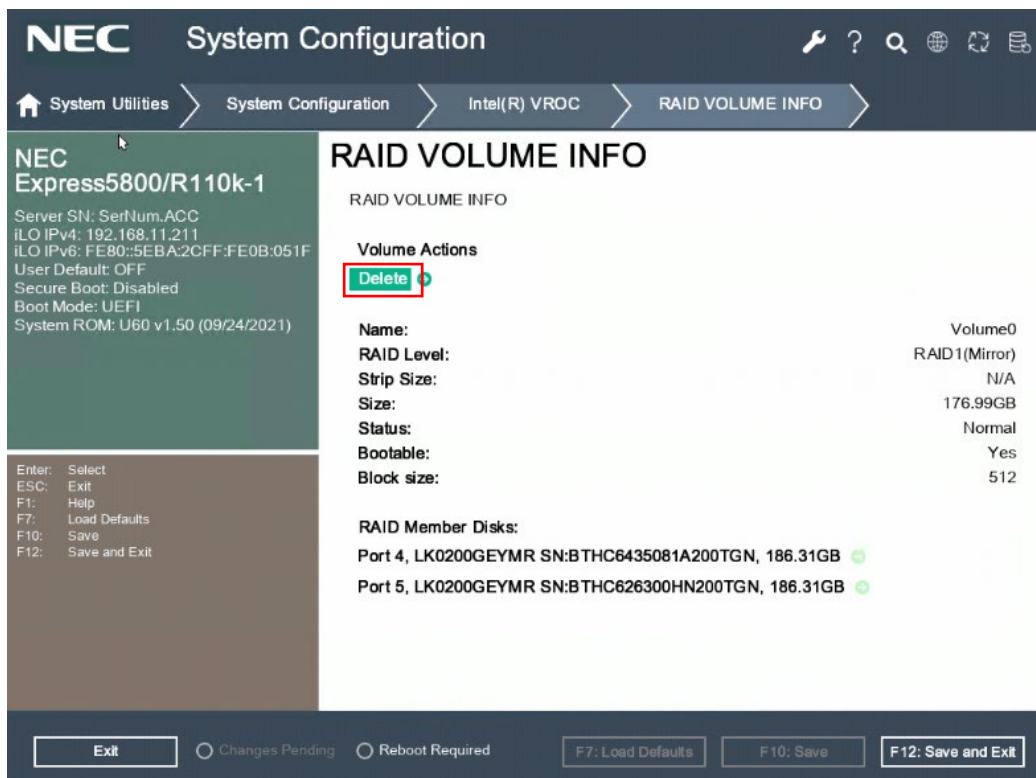 NEC System Configuration
System Utilities System Configuration Intel(R) VROC RAID VOLUME INFO
NEC
Express5800/R110k-1
Server SN: SerNum.ACC
iLO IPv4: 192.168.11.211
iLO IPv6: FE80::5EBA:2CFF:FE0B:051F
User Default: OFF
Secure Boot: Disabled
Boot Mode: UEFI
System ROM: U60 v1.50 (09/24/2021)
Enter: Select
ESC: Exit
F1: Help
F7: Load Defaults
F10: Save
F12: Save and Exit
RAID VOLUME INFO
RAID VOLUME INFO
Volume Actions
Delete
Name: Volume0
RAID Level: RAID1(Mirror)
Strip Size: N/A
Size: 176.99GB
Status: Normal
Bootable: Yes
Block size: 512
RAID Member Disks:
Port 4, LK0200GEYMR SN:BTHC6435081A200TGN, 186.31GB
Port 5, LK0200GEYMR SN:BTHC626300HN200TGN, 186.31GB
Exit Changes Pending Reboot Required F7: Load Defaults F10: Save F12: Save and Exit